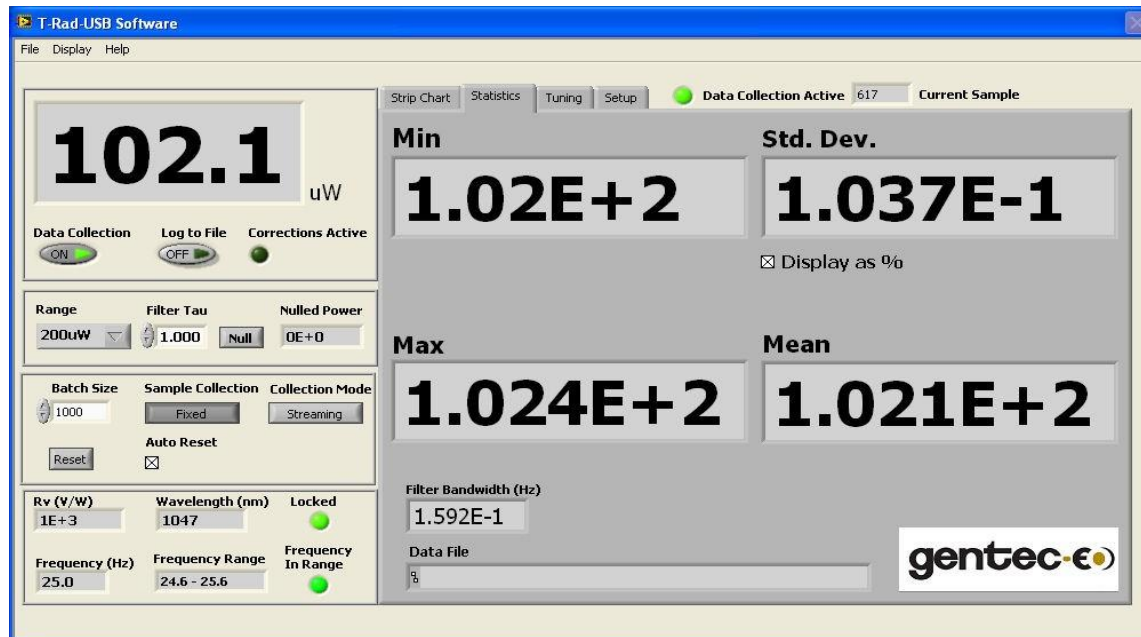 T-Rad-USB Software
File Display Help
102.1
uW
Data Collection Log to File Corrections Active
ON OFF
Range Filter Tau Nulled Power
200uW 1.000 Null 0E+0
Batch Size Sample Collection Collection Mode
1000 Fixed Streaming
Auto Reset
Reset
Rv (V/W) Wavelength (nm) Locked
1E+3 1047
Frequency (Hz) Frequency Range Frequency In Range
25.0 24.6 - 25.6
Strip Chart Statistics Tuning Setup Data Collection Active 617 Current Sample
Min Std. Dev.
1.02E+2 1.037E-1
Display as %
Max Mean
1.024E+2 1.021E+2
Filter Bandwidth (Hz)
1.592E-1
Data File
gentec-eo